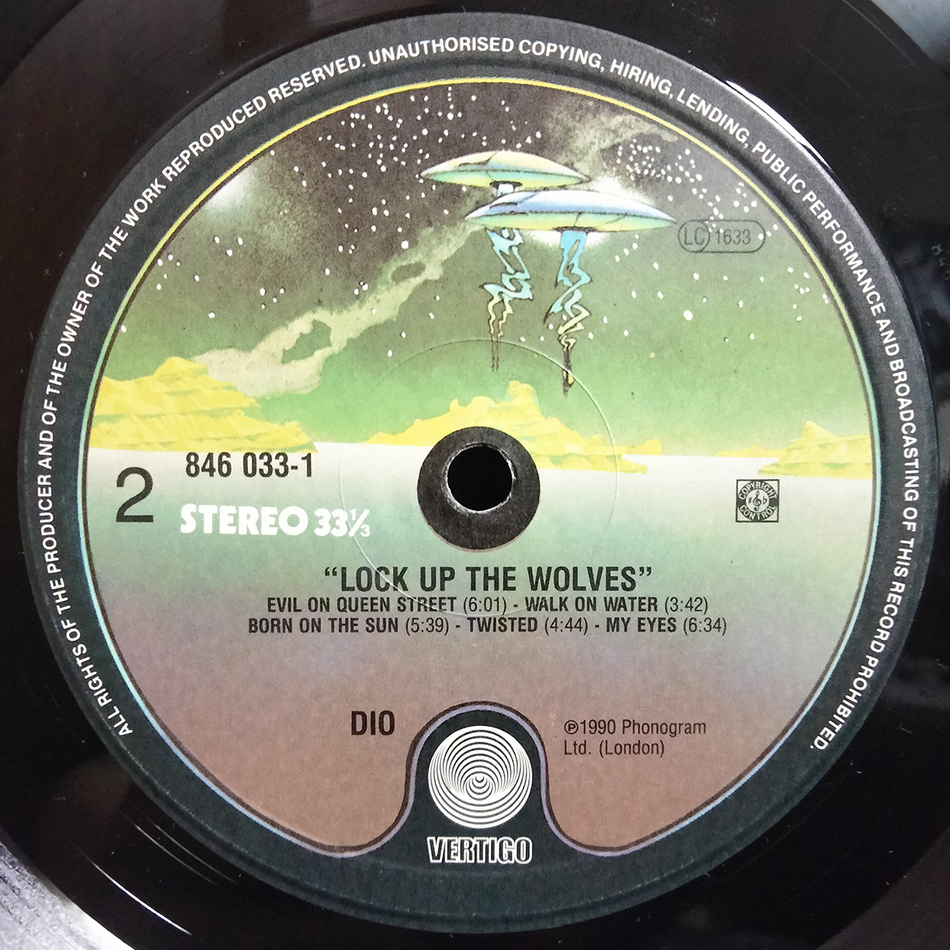 ALL RIGHTS OF THE PRODUCER AND OF THE OWNER OF THE WORK REPRODUCED RESERVED. UNAUTHORISED COPYING, HIRING, LENDING, PUBLIC PERFORMANCE AND BROADCASTING OF THIS RECORD PROHIBITED.
LC 1633
2
846 033-1
STEREO 33⅓
COPYRIGHT CONTROL
“LOCK UP THE WOLVES”
EVIL ON QUEEN STREET (6:01) - WALK ON WATER (3:42)
BORN ON THE SUN (5:39) - TWISTED (4:44) - MY EYES (6:34)
DIO
℗1990 Phonogram
Ltd. (London)
VERTIGO